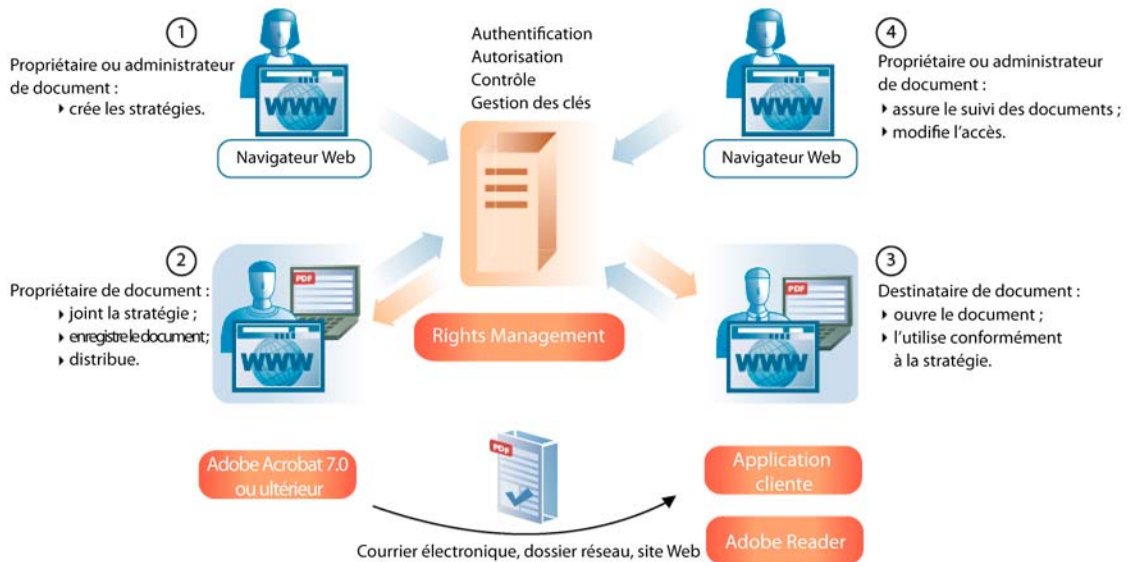 1
Propriétaire ou administrateur
de document :
‣ crée les stratégies.
WWW
Navigateur Web
Authentification
Autorisation
Contrôle
Gestion des clés
WWW
Navigateur Web
4
Propriétaire ou administrateur
de document :
‣ assure le suivi des documents ;
‣ modifie l’accès.
2
Propriétaire de document :
‣ joint la stratégie ;
‣ enregistre le document ;
‣ distribue.
PDF
WWW
Rights Management
PDF
WWW
3
Destinataire de document :
‣ ouvre le document ;
‣ l’utilise conformément
à la stratégie.
Adobe Acrobat 7.0
ou ultérieur
PDF
Application
cliente
Courrier électronique, dossier réseau, site Web
Adobe Reader